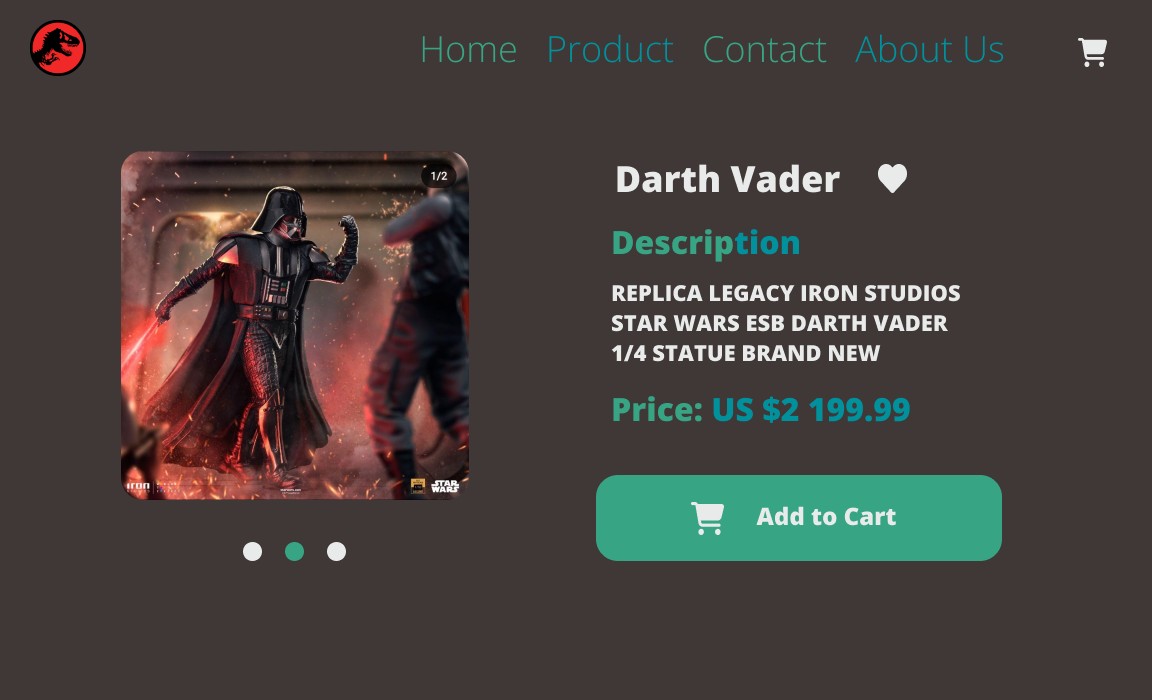 Home Product Contact About Us
1/2
Darth Vader
Description
REPLICA LEGACY IRON STUDIOS
STAR WARS ESB DARTH VADER
1/4 STATUE BRAND NEW
Price: US $2 199.99
Add to Cart
IRON
STAR
WARS